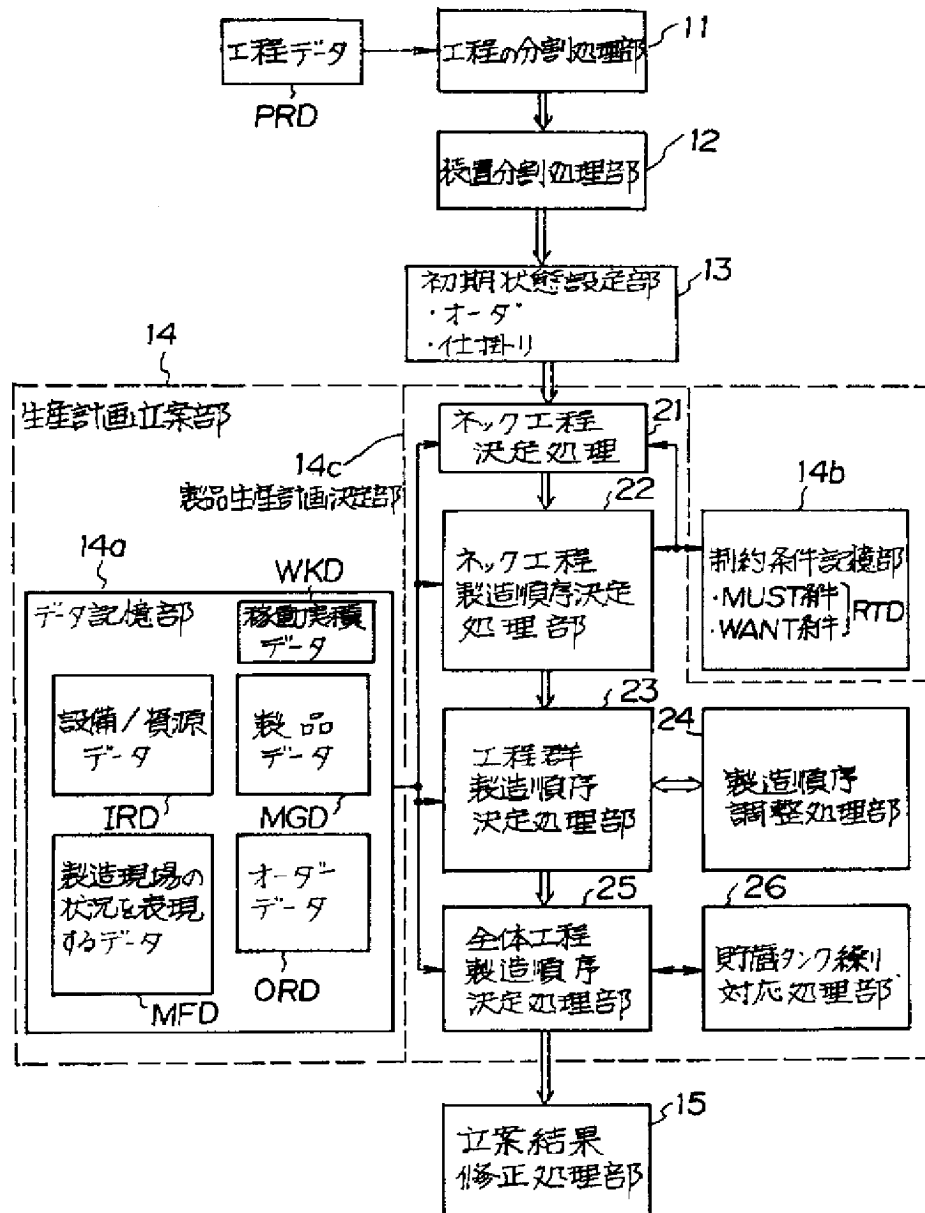 工程データ
PRD
工程の分割処理部
11
装置分割処理部
12
初期状態設定部
・オーダ
・仕掛り
13
14
生産計画立案部
14c
製品生産計画決定部
14a
データ記憶部
WKD
稼動実積
データ
設備/資源
データ
IRD
製品
データ
MGD
製造現場の
状況を表現
するデータ
MFD
オーダー
データ
ORD
ネック工程
決定処理
21
ネック工程
製造順序決定
処理部
22
14b
制約条件記憶部
・MUST条件
・WANT条件
RTD
工程群
製造順序
決定処理部
23
24
製造順序
調整処理部
全体工程
製造順序
決定処理部
25
26
貯蔵タンク繰り
対応処理部
立案結果
修正処理部
15